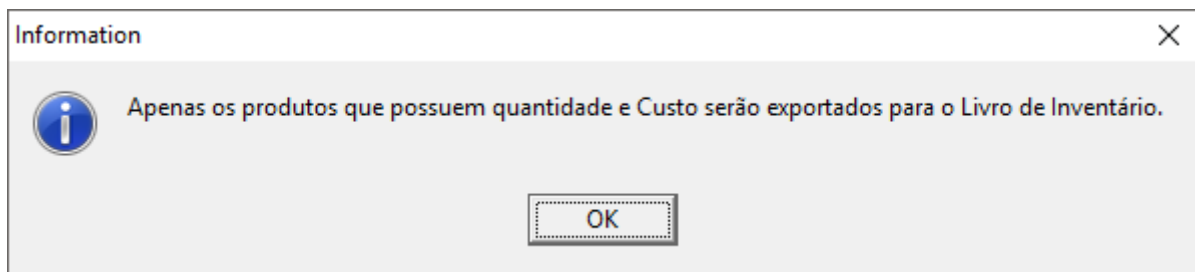 Information
Apenas os produtos que possuem quantidade e Custo serão exportados para o Livro de Inventário.
OK